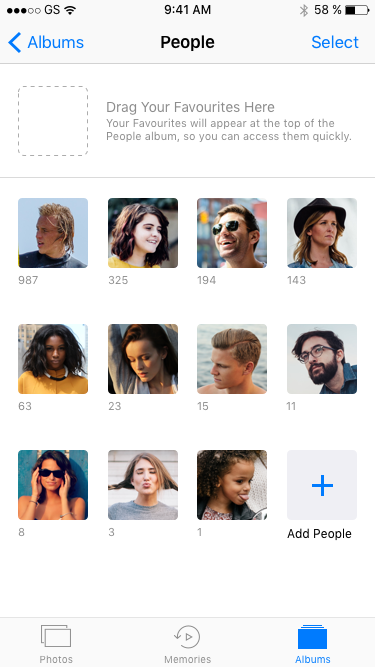 GS 9:41 AM 58 %
Albums People Select
Drag Your Favourites Here
Your Favourites will appear at the top of the
People album, so you can access them quickly.
987 325 194 143
63 23 15 11
8 3 1 Add People
Photos Memories Albums